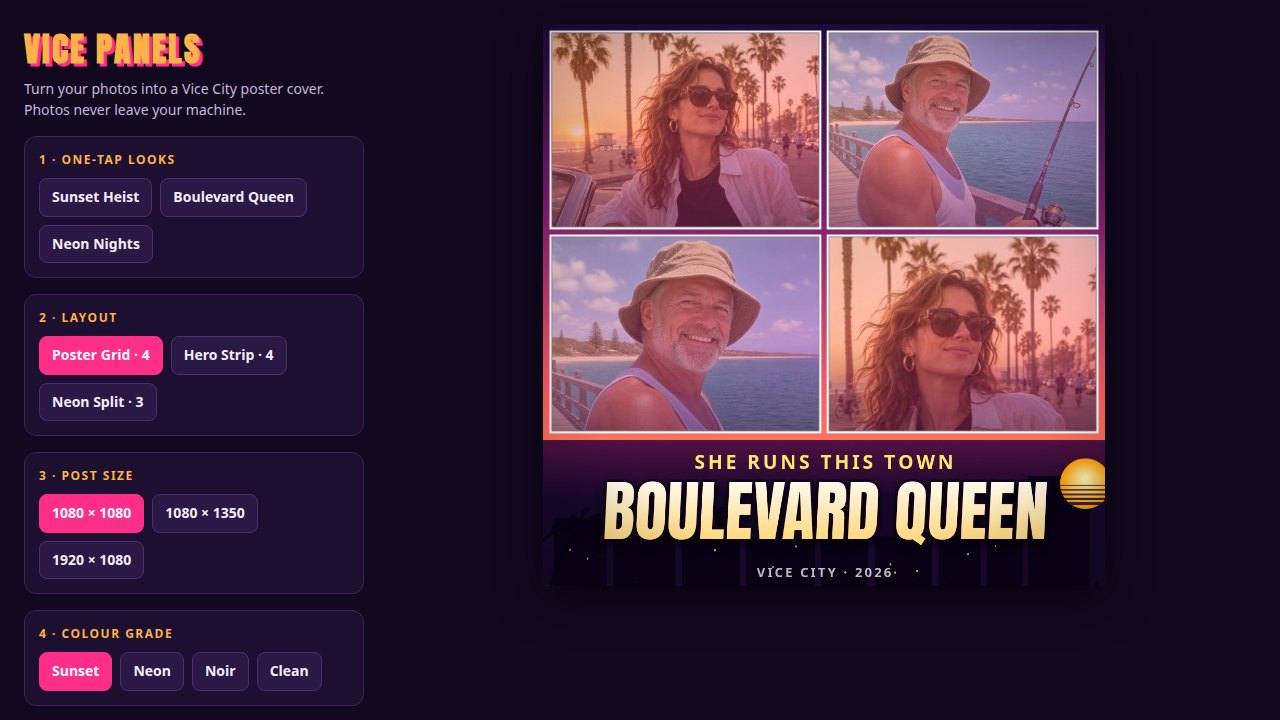 VICE PANELS
Turn your photos into a Vice City poster cover.
Photos never leave your machine.
1 · ONE-TAP LOOKS
Sunset Heist
Boulevard Queen
Neon Nights
2 · LAYOUT
Poster Grid · 4
Hero Strip · 4
Neon Split · 3
3 · POST SIZE
1080 × 1080
1080 × 1350
1920 × 1080
4 · COLOUR GRADE
Sunset
Neon
Noir
Clean
SHE RUNS THIS TOWN
BOULEVARD QUEEN
VICE CITY · 2026